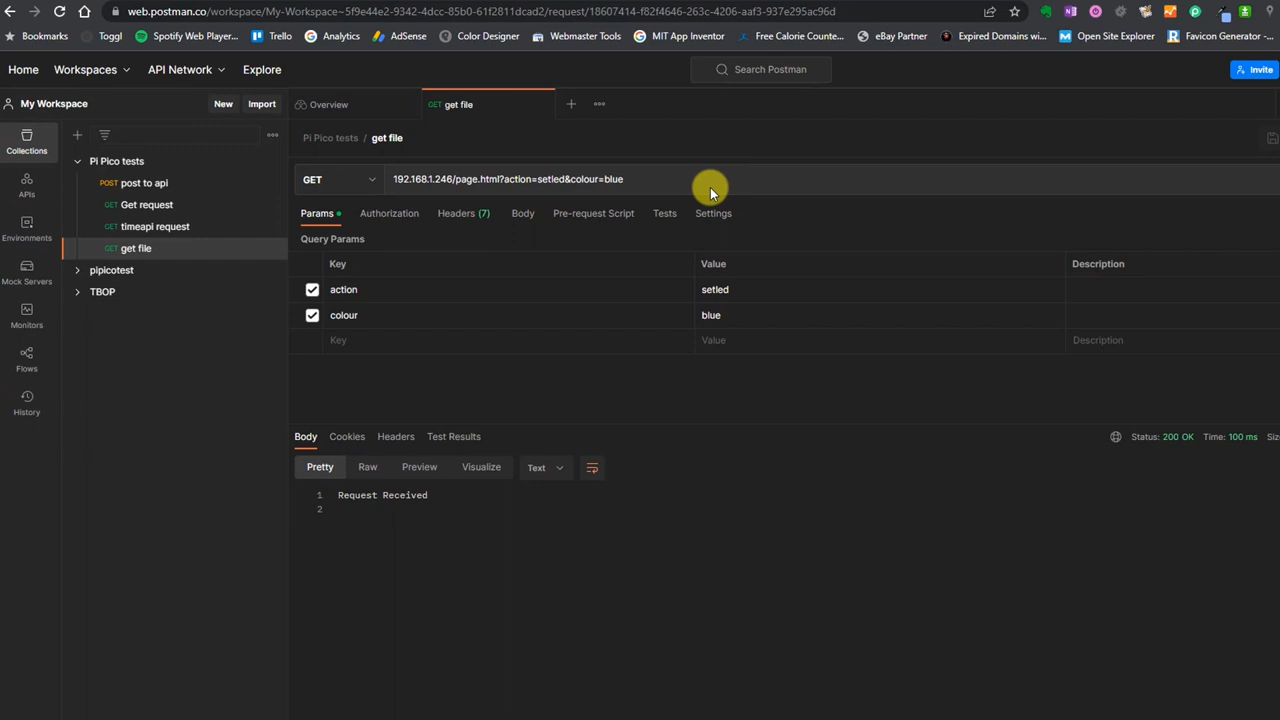 web.postman.co/workspace/My-Workspace~5f9e44e2-9342-4dcc-85b0-61f2811dcad2/request/18607414-f82f4646-263c-4206-aaf3-937e295ac96d
Bookmarks Toggl Spotify Web Player... Trello Analytics AdSense Color Designer Webmaster Tools MIT App Inventor Free Calorie Counte... eBay Partner Expired Domains wi... Open Site Explorer Favicon Generator -...
Home Workspaces API Network Explore Search Postman Invite
My Workspace New Import Overview GET get file
Collections
Pi Pico tests / get file
Pi Pico tests
POST post to api
GET 192.168.1.246/page.html?action=setled&colour=blue
APIs
GET Get request
Params Authorization Headers (7) Body Pre-request Script Tests Settings
GET timeapi request
Environments
Query Params
GET get file
Key Value Description
pipicotest
Mock Servers
action setled
TBOP
colour blue
Monitors
Key Value Description
Flows
History
Body Cookies Headers Test Results Status: 200 OK Time: 100 ms Siz
Pretty Raw Preview Visualize Text
1 Request Received
2